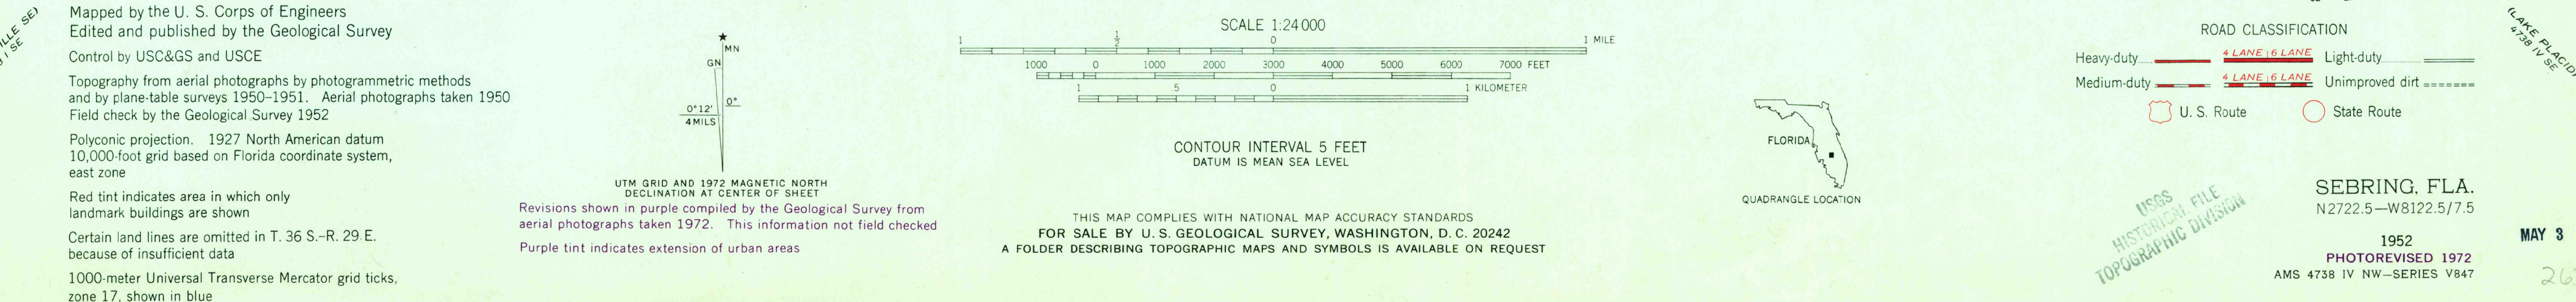 Mapped by the U. S. Corps of Engineers
Edited and published by the Geological Survey
Control by USC&GS and USCE
Topography from aerial photographs by photogrammetric methods
and by plane-table surveys 1950–1951. Aerial photographs taken 1950
Field check by the Geological Survey 1952
Polyconic projection. 1927 North American datum
10,000-foot grid based on Florida coordinate system,
east zone
Red tint indicates area in which only
landmark buildings are shown
Certain land lines are omitted in T. 36 S.–R. 29 E.
because of insufficient data
1000-meter Universal Transverse Mercator grid ticks,
zone 17, shown in blue
MN
GN
0°12'
0°
4 MILS
UTM GRID AND 1972 MAGNETIC NORTH
DECLINATION AT CENTER OF SHEET
Revisions shown in purple compiled by the Geological Survey from
aerial photographs taken 1972. This information not field checked
Purple tint indicates extension of urban areas
SCALE 1:24 000
1 ½ 0 1 MILE
1000 0 1000 2000 3000 4000 5000 6000 7000 FEET
1 .5 0 1 KILOMETER
CONTOUR INTERVAL 5 FEET
DATUM IS MEAN SEA LEVEL
THIS MAP COMPLIES WITH NATIONAL MAP ACCURACY STANDARDS
FOR SALE BY U. S. GEOLOGICAL SURVEY, WASHINGTON, D. C. 20242
A FOLDER DESCRIBING TOPOGRAPHIC MAPS AND SYMBOLS IS AVAILABLE ON REQUEST
FLORIDA
QUADRANGLE LOCATION
ROAD CLASSIFICATION
Heavy-duty 4 LANE 6 LANE Light-duty
Medium-duty 4 LANE 6 LANE Unimproved dirt
U. S. Route State Route
USGS
HISTORICAL FILE
TOPOGRAPHIC DIVISION
SEBRING, FLA.
N2722.5—W8122.5/7.5
1952
PHOTOREVISED 1972
AMS 4738 IV NW—SERIES V847
(LAKE PLACID)
4738 IV SE
MAY 3